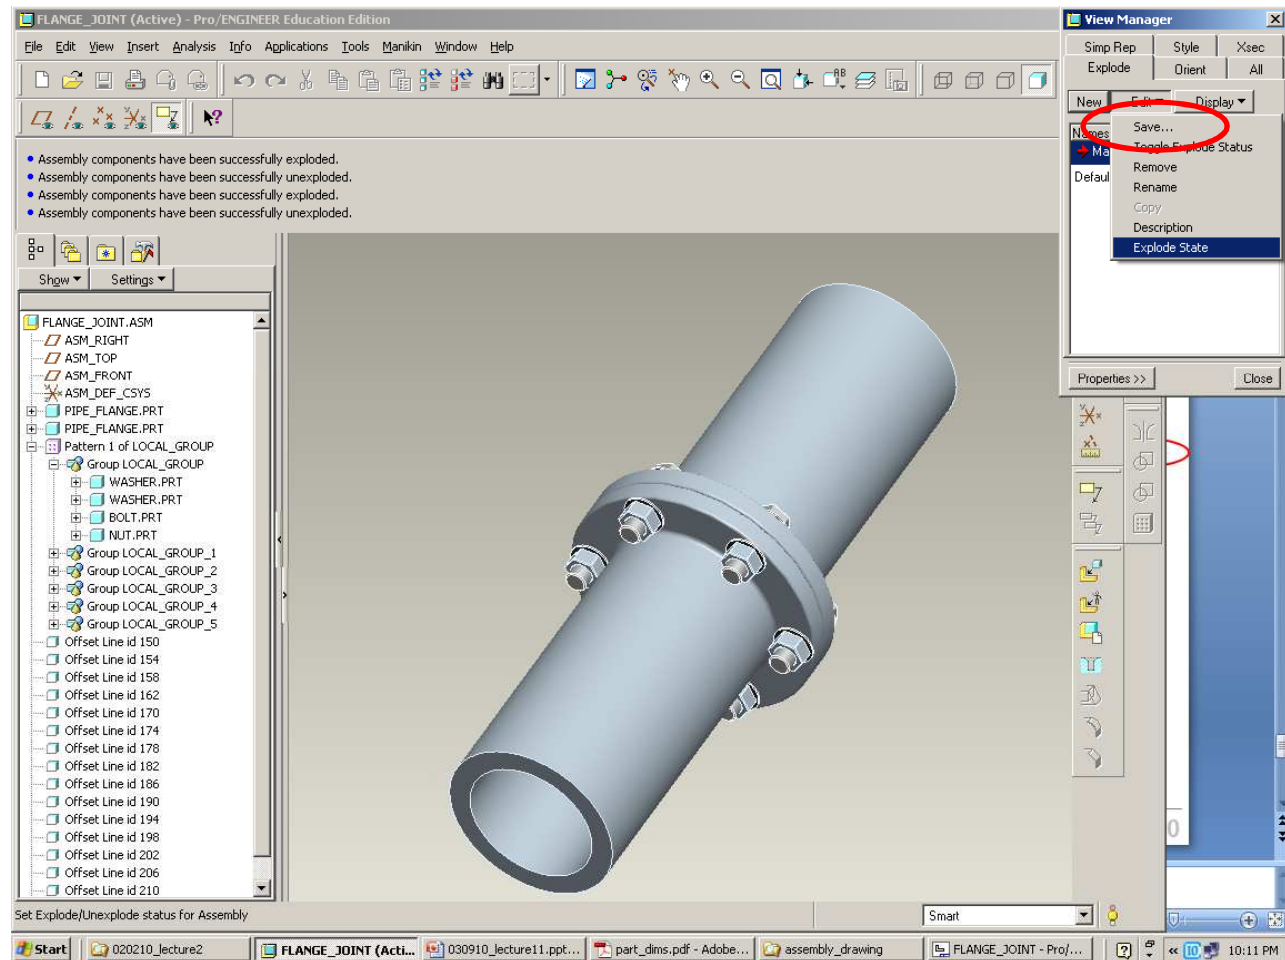 FLANGE_JOINT (Active) - Pro/ENGINEER Education Edition
File Edit View Insert Analysis Info Applications Tools Manikin Window Help
• Assembly components have been successfully exploded.
• Assembly components have been successfully unexploded.
• Assembly components have been successfully exploded.
• Assembly components have been successfully unexploded.
Show Settings
FLANGE_JOINT.ASM
ASM_RIGHT
ASM_TOP
ASM_FRONT
ASM_DEF_CSYS
PIPE_FLANGE.PRT
PIPE_FLANGE.PRT
Pattern 1 of LOCAL_GROUP
Group LOCAL_GROUP
WASHER.PRT
WASHER.PRT
BOLT.PRT
NUT.PRT
Group LOCAL_GROUP_1
Group LOCAL_GROUP_2
Group LOCAL_GROUP_3
Group LOCAL_GROUP_4
Group LOCAL_GROUP_5
Offset Line id 150
Offset Line id 154
Offset Line id 158
Offset Line id 162
Offset Line id 170
Offset Line id 174
Offset Line id 178
Offset Line id 182
Offset Line id 186
Offset Line id 190
Offset Line id 194
Offset Line id 198
Offset Line id 202
Offset Line id 206
Offset Line id 210
View Manager
Simp Rep Style Xsec
Explode Orient All
New Edit Display
Names
Ma
Defaul
Save...
Toggle Explode Status
Remove
Rename
Copy
Description
Explode State
Properties >> Close
0
Set Explode/Unexplode status for Assembly
Smart
Start 020210_lecture2 FLANGE_JOINT (Acti... 030910_lecture11.ppt... part_dims.pdf - Adobe... assembly_drawing FLANGE_JOINT - Pro/... 10:11 PM